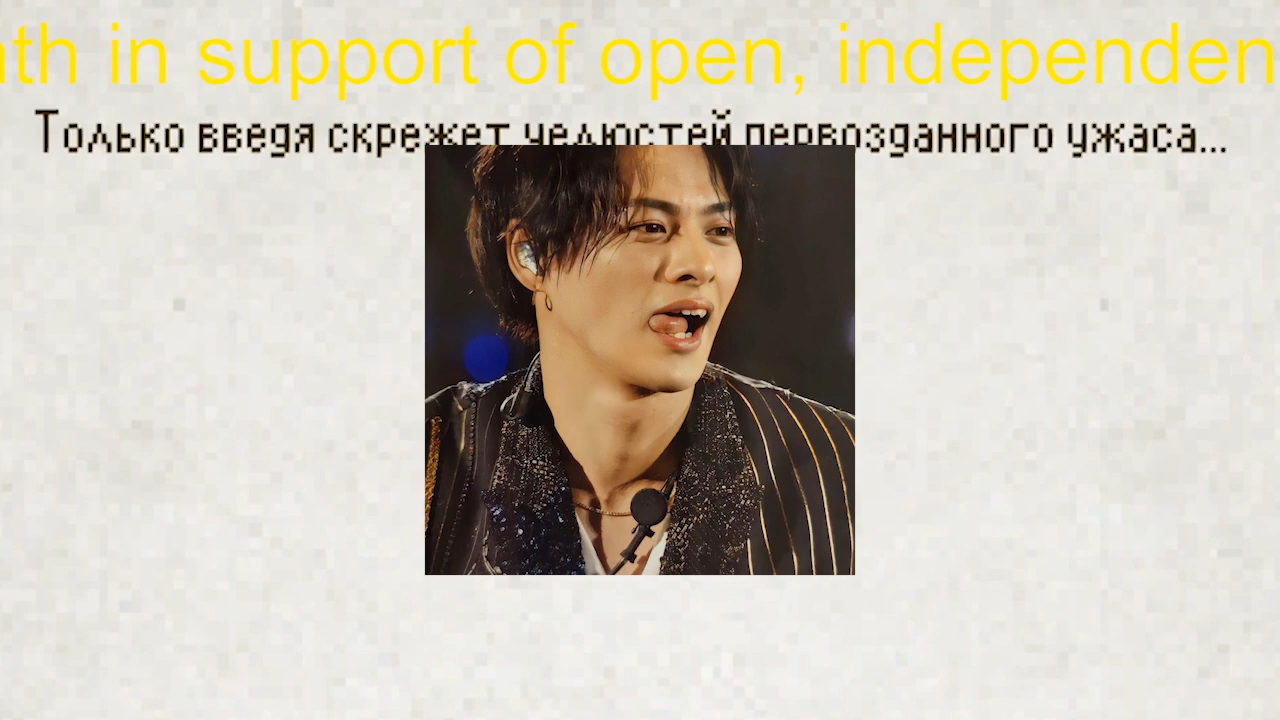 th in support of open, independen
Только введя скрежет челюстей первозданного ужаса...